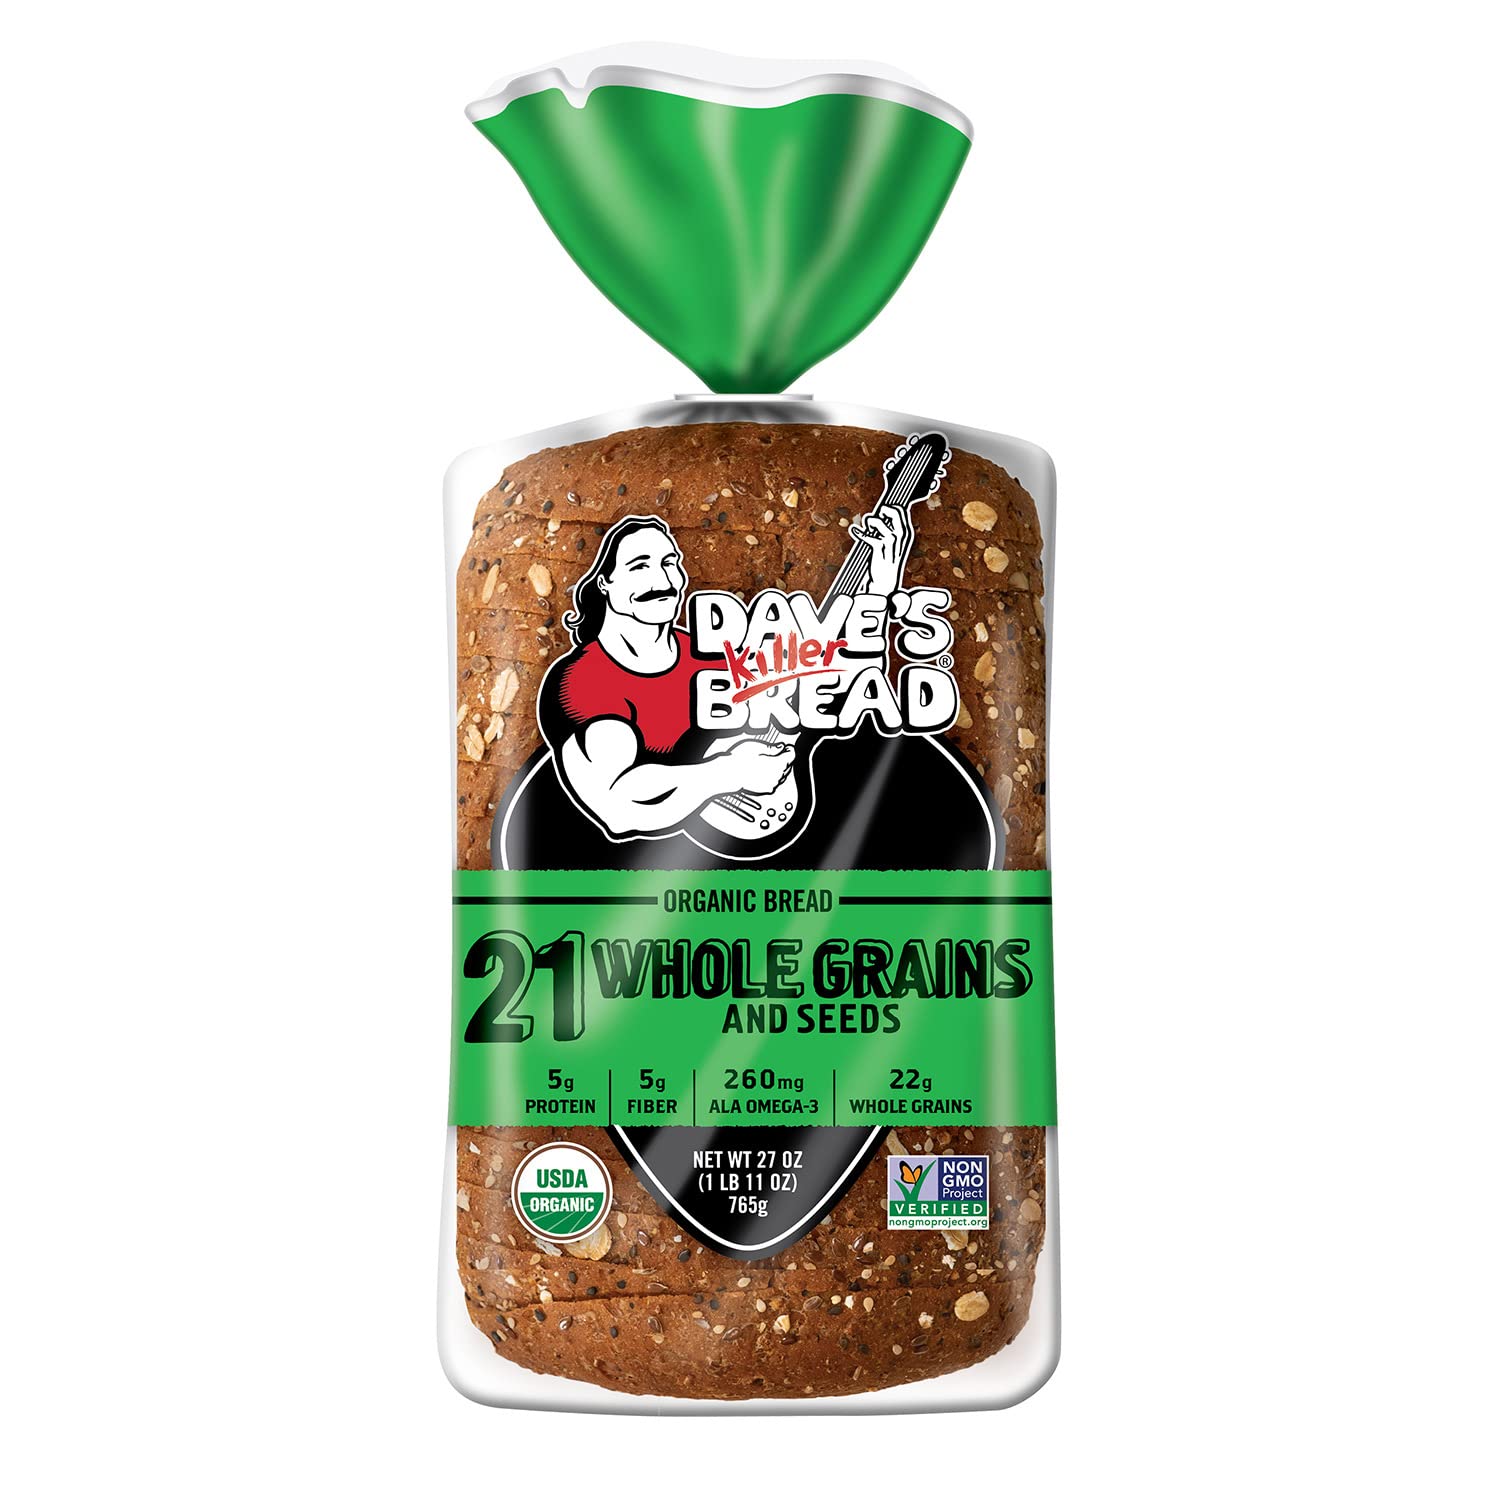 DAVE'S
Killer
BREAD®
ORGANIC BREAD
21 WHOLE GRAINS
AND SEEDS
5g
PROTEIN
5g
FIBER
260mg
ALA OMEGA-3
22g
WHOLE GRAINS
USDA
ORGANIC
NET WT 27 OZ
(1 LB 11 OZ)
765g
NON
GMO
Project
VERIFIED
nongmoproject.org